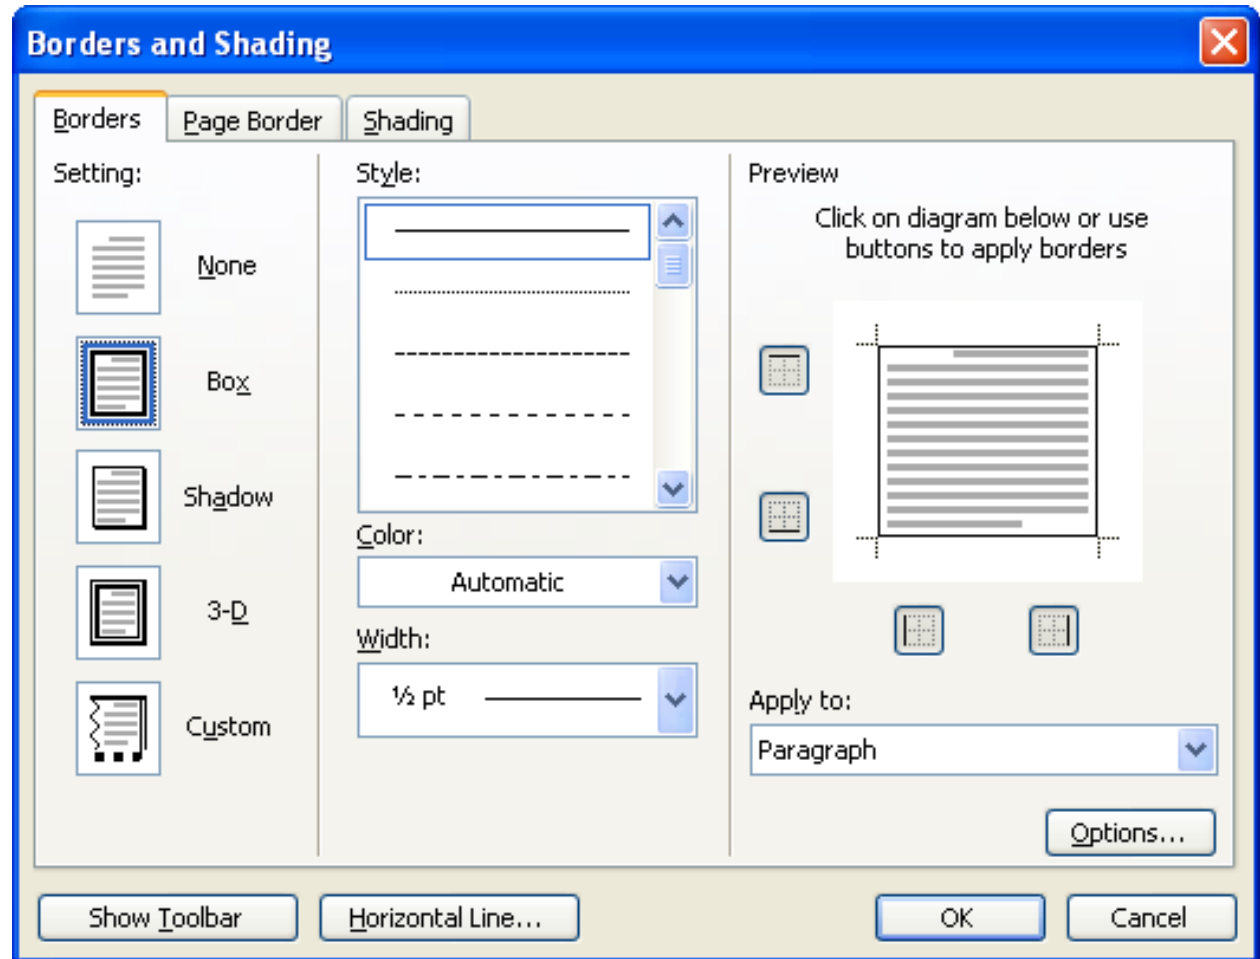 Borders and Shading
Borders
Page Border
Shading
Setting:
None
Box
Shadow
3-D
Custom
Style:
Color:
Automatic
Width:
½ pt
Preview
Click on diagram below or use
buttons to apply borders
Apply to:
Paragraph
Options...
Show Toolbar
Horizontal Line...
OK
Cancel